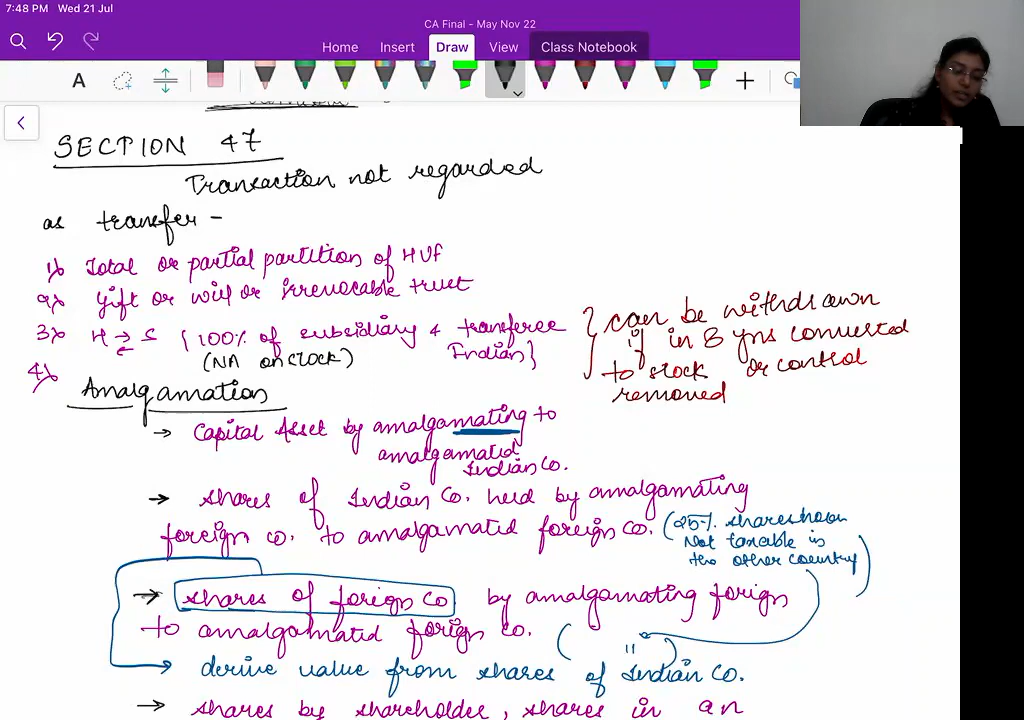 7:48 PM Wed 21 Jul
CA Final - May Nov 22
Home Insert Draw View Class Notebook
A
SECTION 47
Transaction not regarded
as transfer -
1) Total or partial partition of HUF
2) Gift or will or irrevocable trust
3) H → S { 100% of subsidiary & transferee Indian }
(NA on stock)
{ can be withdrawn
if in 8 yrs converted
to stock or control
removed
4) Amalgamation
→ Capital Asset by amalgamating to
amalgamatid
Indian Co.
→ shares of Indian Co. held by amalgamating
foreign co. to amalgamatid foreign co.
(25% shareholders
Not taxable in
the other country)
→ shares of foreign co by amalgamating foreign
to amalgamatid foreign co. ( " )
→ derive value from shares of Indian Co.
→ shares by shareholder, shares in an